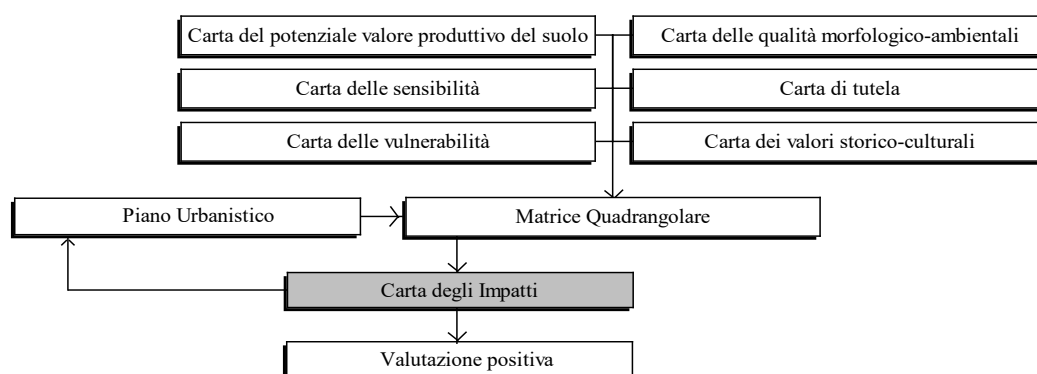 Carta del potenziale valore produttivo del suolo
Carta delle qualità morfologico-ambientali
Carta delle sensibilità
Carta di tutela
Carta delle vulnerabilità
Carta dei valori storico-culturali
Piano Urbanistico
Matrice Quadrangolare
Carta degli Impatti
Valutazione positiva